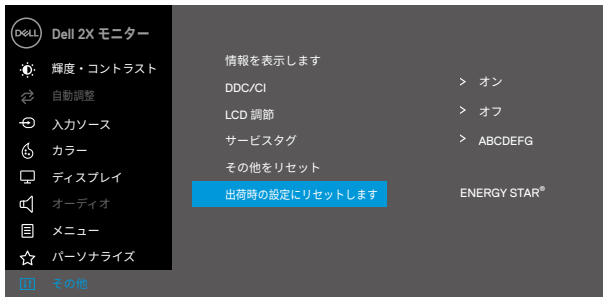 DELL
Dell 2X モニター
輝度・コントラスト
自動調整
入力ソース
カラー
ディスプレイ
オーディオ
メニュー
パーソナライズ
その他
情報を表示します
DDC/CI > オン
LCD 調節 > オフ
サービスタグ > ABCDEFG
その他をリセット
出荷時の設定にリセットします ENERGY STAR®